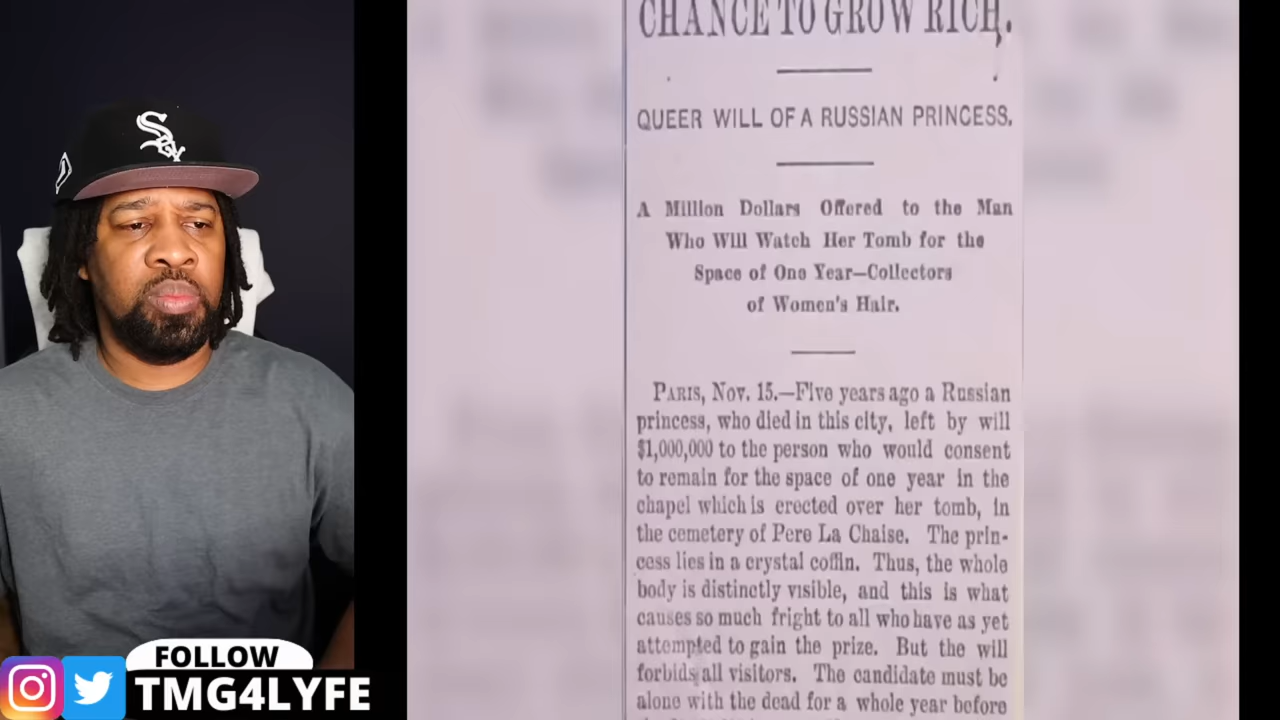 CHANCE TO GROW RICH.
QUEER WILL OF A RUSSIAN PRINCESS.
A Million Dollars Offered to the Man
Who Will Watch Her Tomb for the
Space of One Year—Collectors
of Women's Hair.
PARIS, Nov. 15.—Five years ago a Russian
princess, who died in this city, left by will
$1,000,000 to the person who would consent
to remain for the space of one year in the
chapel which is erected over her tomb, in
the cemetery of Pere La Chaise. The prin-
cess lies in a crystal coffin. Thus, the whole
body is distinctly visible, and this is what
causes so much fright to all who have as yet
attempted to gain the prize. But the will
forbids all visitors. The candidate must be
alone with the dead for a whole year before
FOLLOW
TMG4LYFE